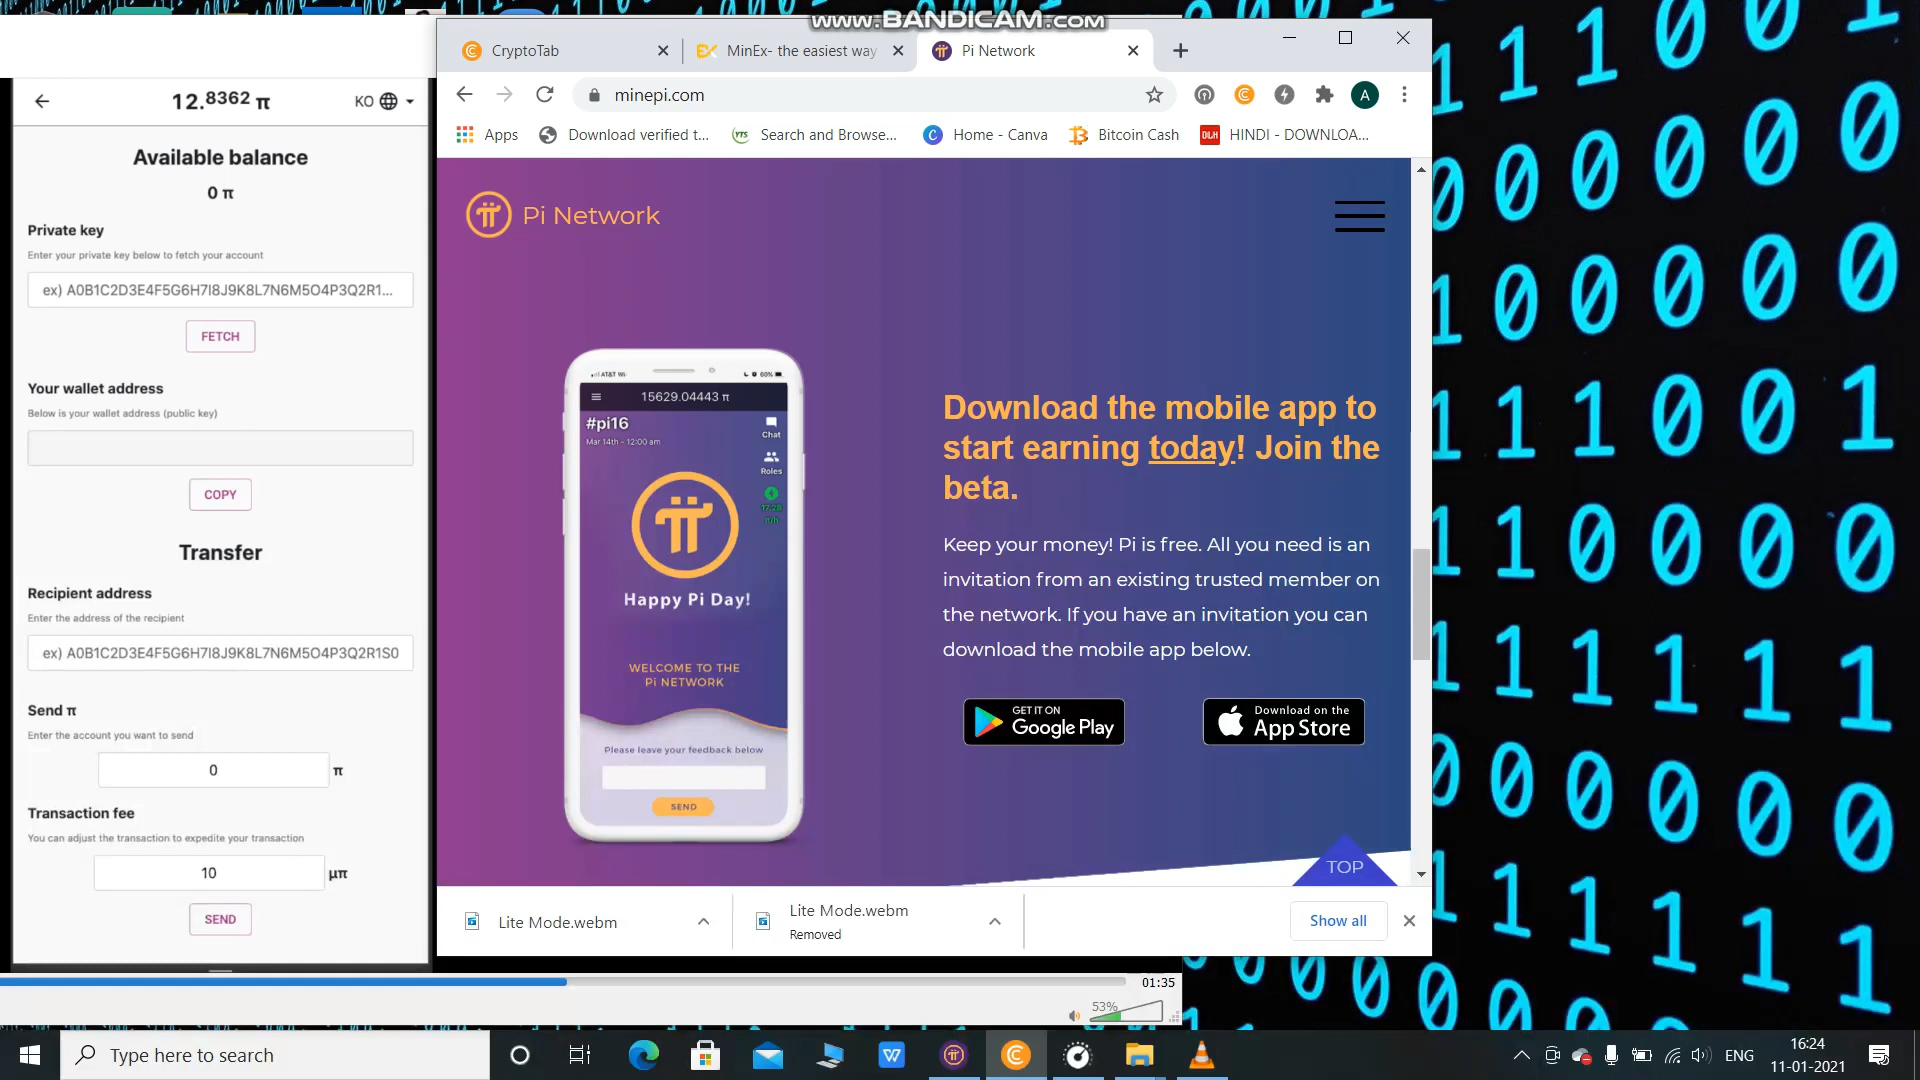 www.BANDICAM.com
CryptoTab
MinEx- the easiest way
Pi Network
minepi.com
A
Apps
Download verified t...
Search and Browse...
Home - Canva
Bitcoin Cash
HINDI - DOWNLOA...
12.8362 π
KO
Available balance
0 π
Private key
Enter your private key below to fetch your account
ex) A0B1C2D3E4F5G6H7I8J9K8L7N6M5O4P3Q2R1...
FETCH
Your wallet address
Below is your wallet address (public key)
COPY
Transfer
Recipient address
Enter the address of the recipient
ex) A0B1C2D3E4F5G6H7I8J9K8L7N6M5O4P3Q2R1S0
Send π
Enter the account you want to send
0 π
Transaction fee
You can adjust the transaction to expedite your transaction
10 µπ
SEND
Pi Network
15629.04443 π
#pi16
Mar 14th - 12:00 am
Chat
Roles
Happy Pi Day!
WELCOME TO THE
Pi NETWORK
Please leave your feedback below
SEND
Download the mobile app to
start earning today! Join the
beta.
Keep your money! Pi is free. All you need is an
invitation from an existing trusted member on
the network. If you have an invitation you can
download the mobile app below.
GET IT ON
Google Play
Download on the
App Store
TOP
Lite Mode.webm
Lite Mode.webm
Removed
Show all
01:35
53%
Type here to search
ENG
16:24
11-01-2021